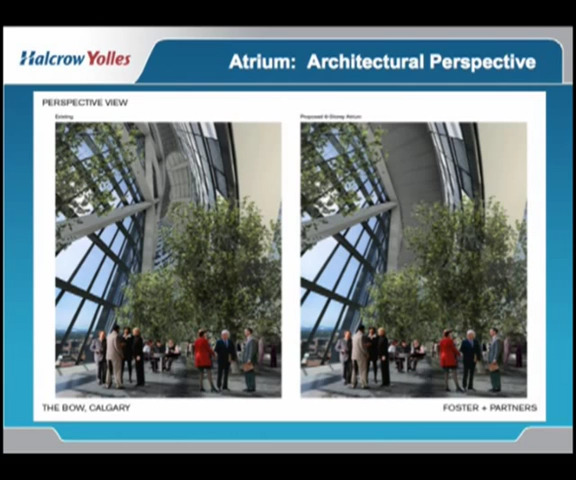 Halcrow Yolles
Atrium: Architectural Perspective
PERSPECTIVE VIEW
Existing
Proposed 6 Storey Atrium
THE BOW, CALGARY
FOSTER + PARTNERS